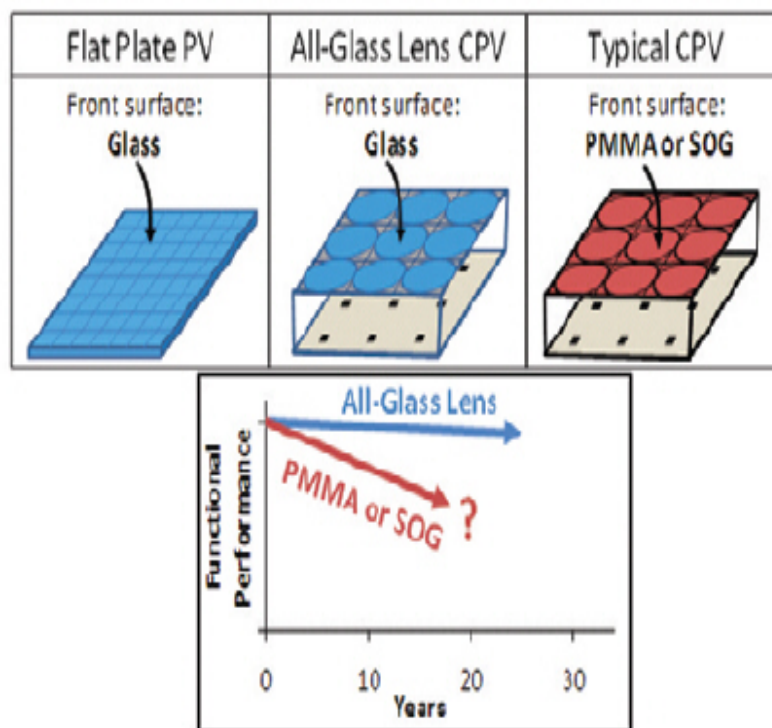 Flat Plate PV
All-Glass Lens CPV
Typical CPV
Front surface:
Glass
Front surface:
Glass
Front surface:
PMMA or SOG
All-Glass Lens
PMMA or SOG ?
Functional
Performance
0 10 20 30
Years